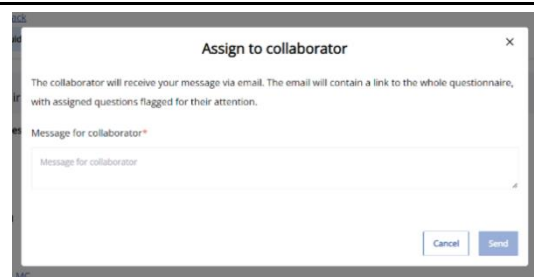 Assign to collaborator
×
The collaborator will receive your message via email. The email will contain a link to the whole questionnaire,
with assigned questions flagged for their attention.
Message for collaborator*
Message for collaborator
Cancel Send